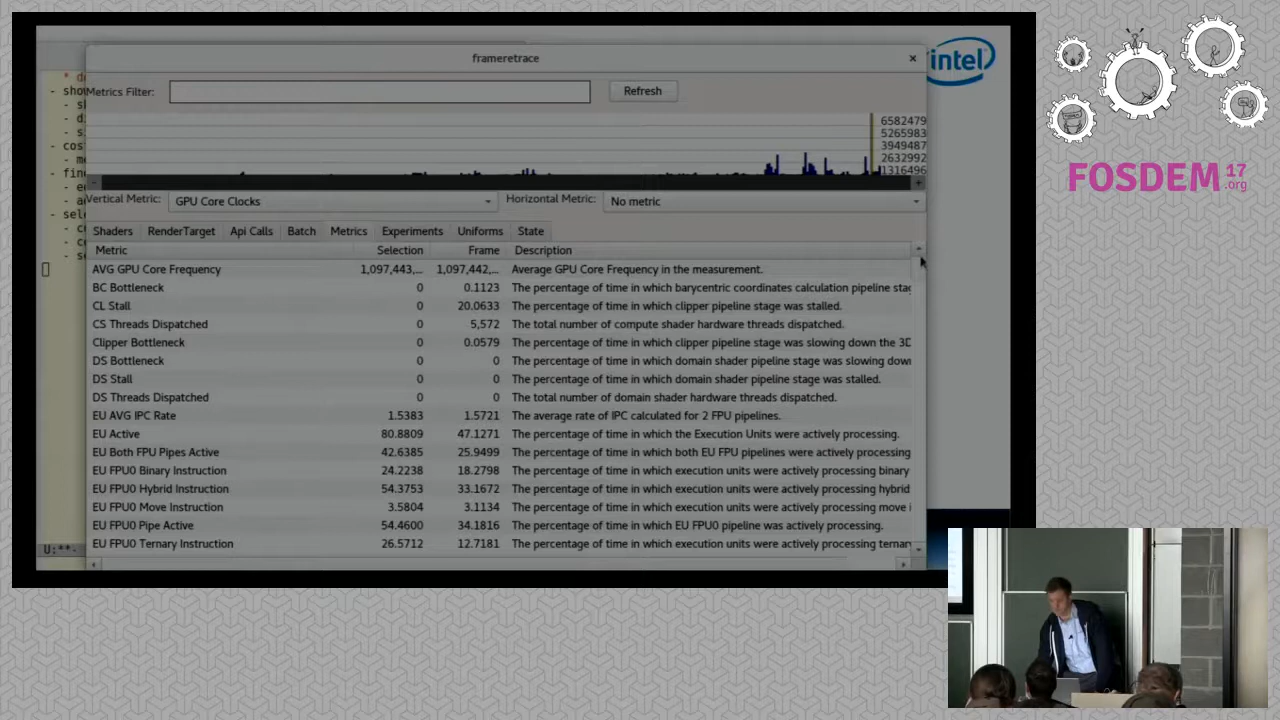 frameretrace
×
intel
* d
Metrics Filter:
Refresh
- sho
- s
- di
- s
- cos
- m
- fin
- e
- a
- sel
- c
- c
- s
6582479
5265983
3949487
2632992
1316496
Vertical Metric: GPU Core Clocks Horizontal Metric: No metric
Shaders RenderTarget Api Calls Batch Metrics Experiments Uniforms State
Metric Selection Frame Description
AVG GPU Core Frequency 1,097,443,... 1,097,442,... Average GPU Core Frequency in the measurement.
BC Bottleneck 0 0.1123 The percentage of time in which barycentric coordinates calculation pipeline stag
CL Stall 0 20.0633 The percentage of time in which clipper pipeline stage was stalled.
CS Threads Dispatched 0 5,572 The total number of compute shader hardware threads dispatched.
Clipper Bottleneck 0 0.0579 The percentage of time in which clipper pipeline stage was slowing down the 3D
DS Bottleneck 0 0 The percentage of time in which domain shader pipeline stage was slowing down
DS Stall 0 0 The percentage of time in which domain shader pipeline stage was stalled.
DS Threads Dispatched 0 0 The total number of domain shader hardware threads dispatched.
EU AVG IPC Rate 1.5383 1.5721 The average rate of IPC calculated for 2 FPU pipelines.
EU Active 80.8809 47.1271 The percentage of time in which the Execution Units were actively processing.
EU Both FPU Pipes Active 42.6385 25.9499 The percentage of time in which both EU FPU pipelines were actively processing
EU FPU0 Binary Instruction 24.2238 18.2798 The percentage of time in which execution units were actively processing binary
EU FPU0 Hybrid Instruction 54.3753 33.1672 The percentage of time in which execution units were actively processing hybrid
EU FPU0 Move Instruction 3.5804 3.1134 The percentage of time in which execution units were actively processing move i
EU FPU0 Pipe Active 54.4600 34.1816 The percentage of time in which EU FPU0 pipeline was actively processing.
EU FPU0 Ternary Instruction 26.5712 12.7181 The percentage of time in which execution units were actively processing ternary
U:**-
FOSDEM 17
.org